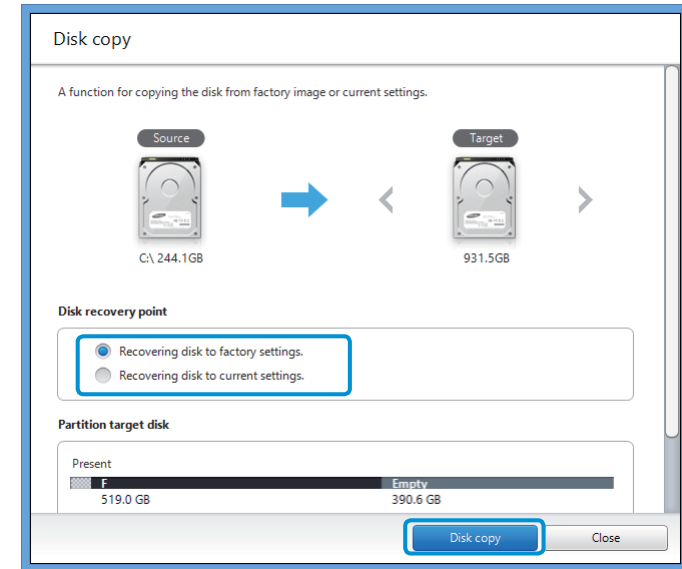 Disk copy
A function for copying the disk from factory image or current settings.
Source
Target
C:\ 244.1GB
931.5GB
Disk recovery point
Recovering disk to factory settings.
Recovering disk to current settings.
Partition target disk
Present
F
Empty
519.0 GB
390.6 GB
Disk copy
Close